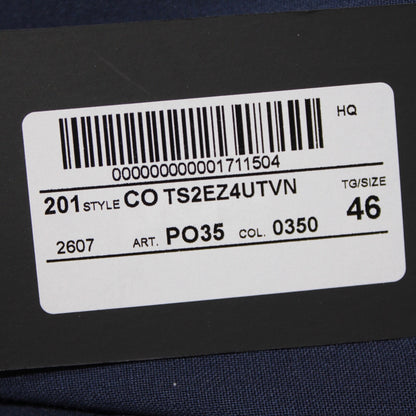 HQ
000000000001711504
201 STYLE CO TS2EZ4UTVN
TG/SIZE
46
2607 ART. PO35 COL. 0350